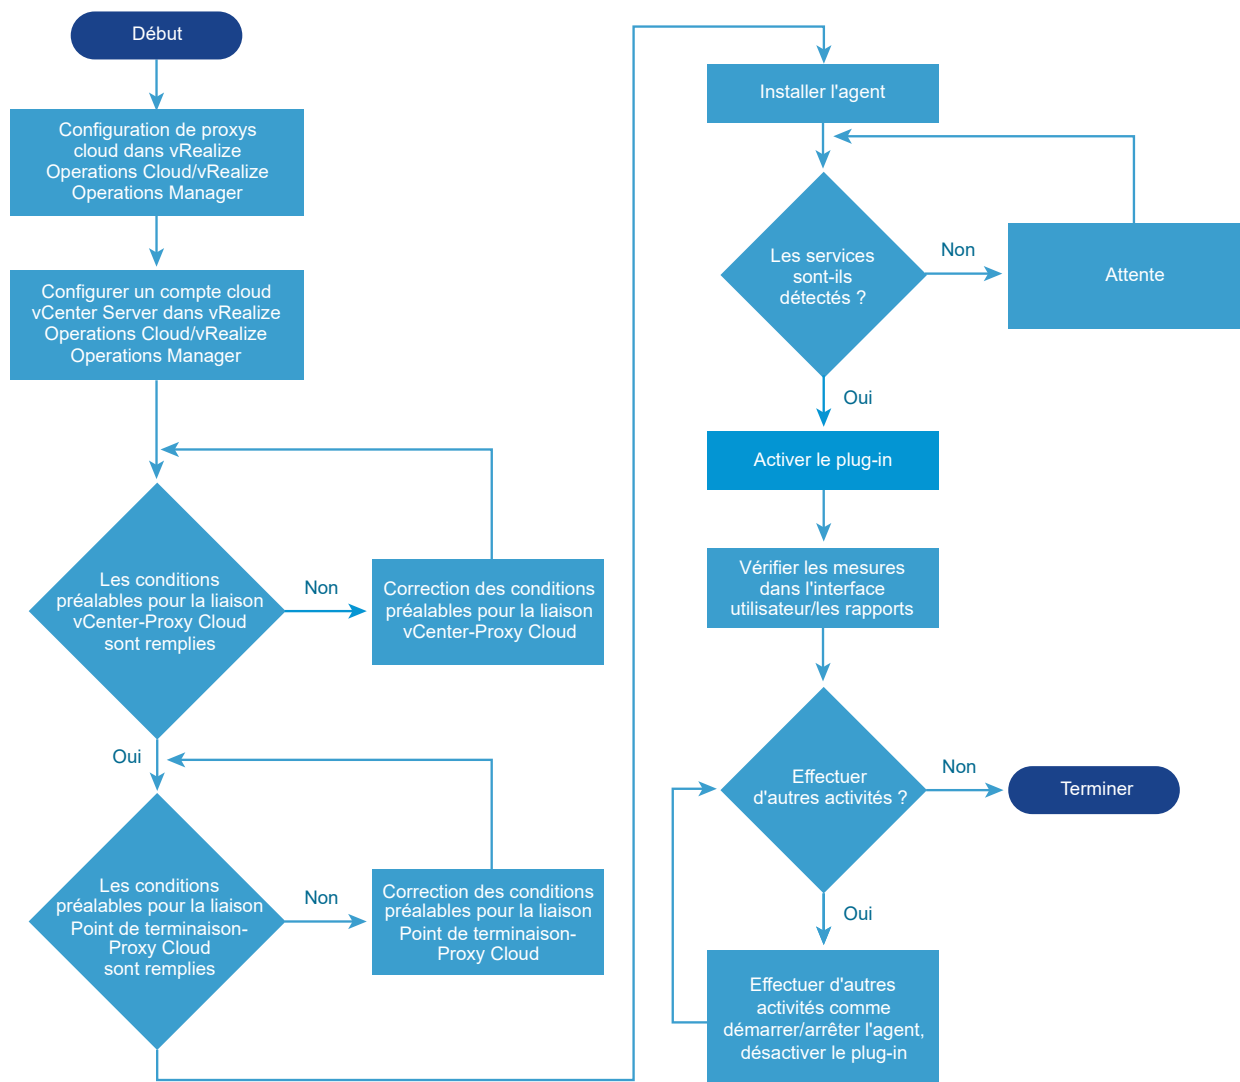 Début
Configuration de proxys
cloud dans vRealize
Operations Cloud/vRealize
Operations Manager
Configurer un compte cloud
vCenter Server dans vRealize
Operations Cloud/vRealize
Operations Manager
Les conditions
préalables pour la liaison
vCenter-Proxy Cloud
sont remplies
Non
Correction des conditions
préalables pour la liaison
vCenter-Proxy Cloud
Oui
Les conditions
préalables pour la liaison
Point de terminaison-
Proxy Cloud
sont remplies
Non
Correction des conditions
préalables pour la liaison
Point de terminaison-
Proxy Cloud
Installer l'agent
Les services
sont-ils
détectés ?
Non
Attente
Oui
Activer le plug-in
Vérifier les mesures
dans l'interface
utilisateur/les rapports
Effectuer
d'autres activités ?
Non
Terminer
Oui
Effectuer d'autres
activités comme
démarrer/arrêter l'agent,
désactiver le plug-in